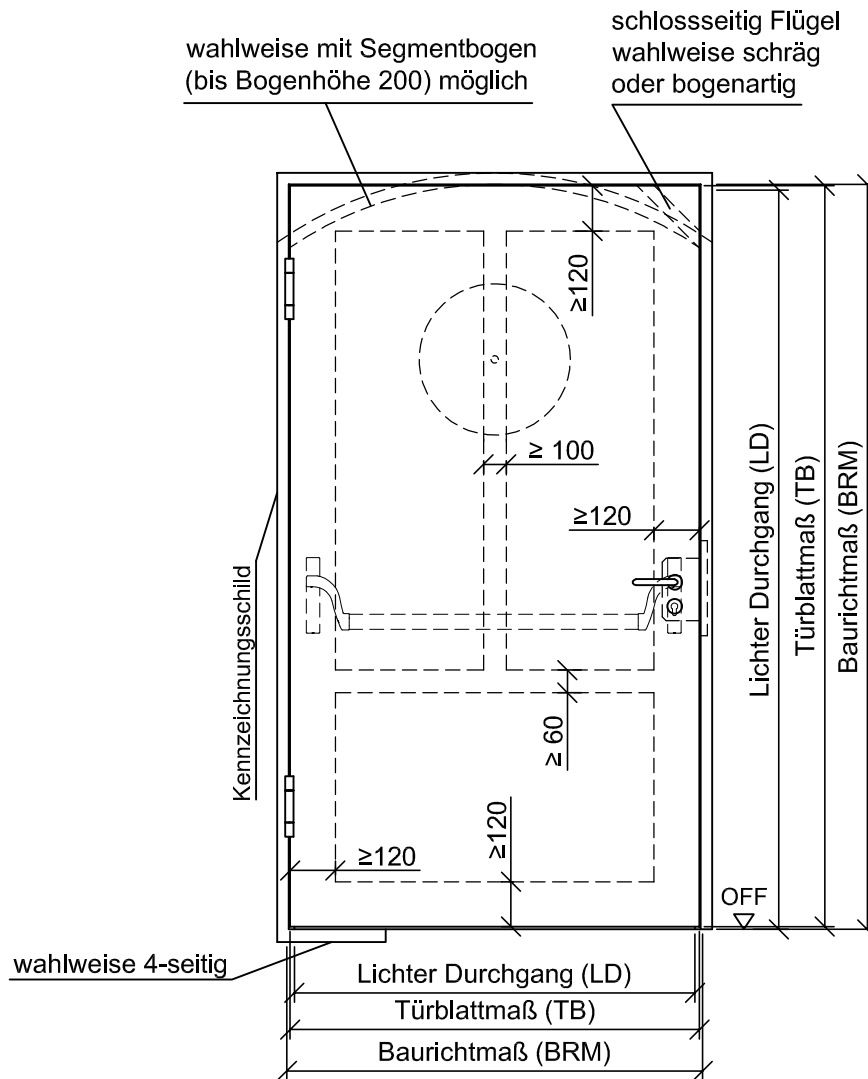 schlossseitig Flügel
wahlweise schräg
oder bogenartig
wahlweise mit Segmentbogen
(bis Bogenhöhe 200) möglich
≥120
≥ 100
≥120
Lichter Durchgang (LD)
Türblattmaß (TB)
Baurichtmaß (BRM)
Kennzeichnungsschild
≥ 60
≥120
≥120
OFF
wahlweise 4-seitig
Lichter Durchgang (LD)
Türblattmaß (TB)
Baurichtmaß (BRM)